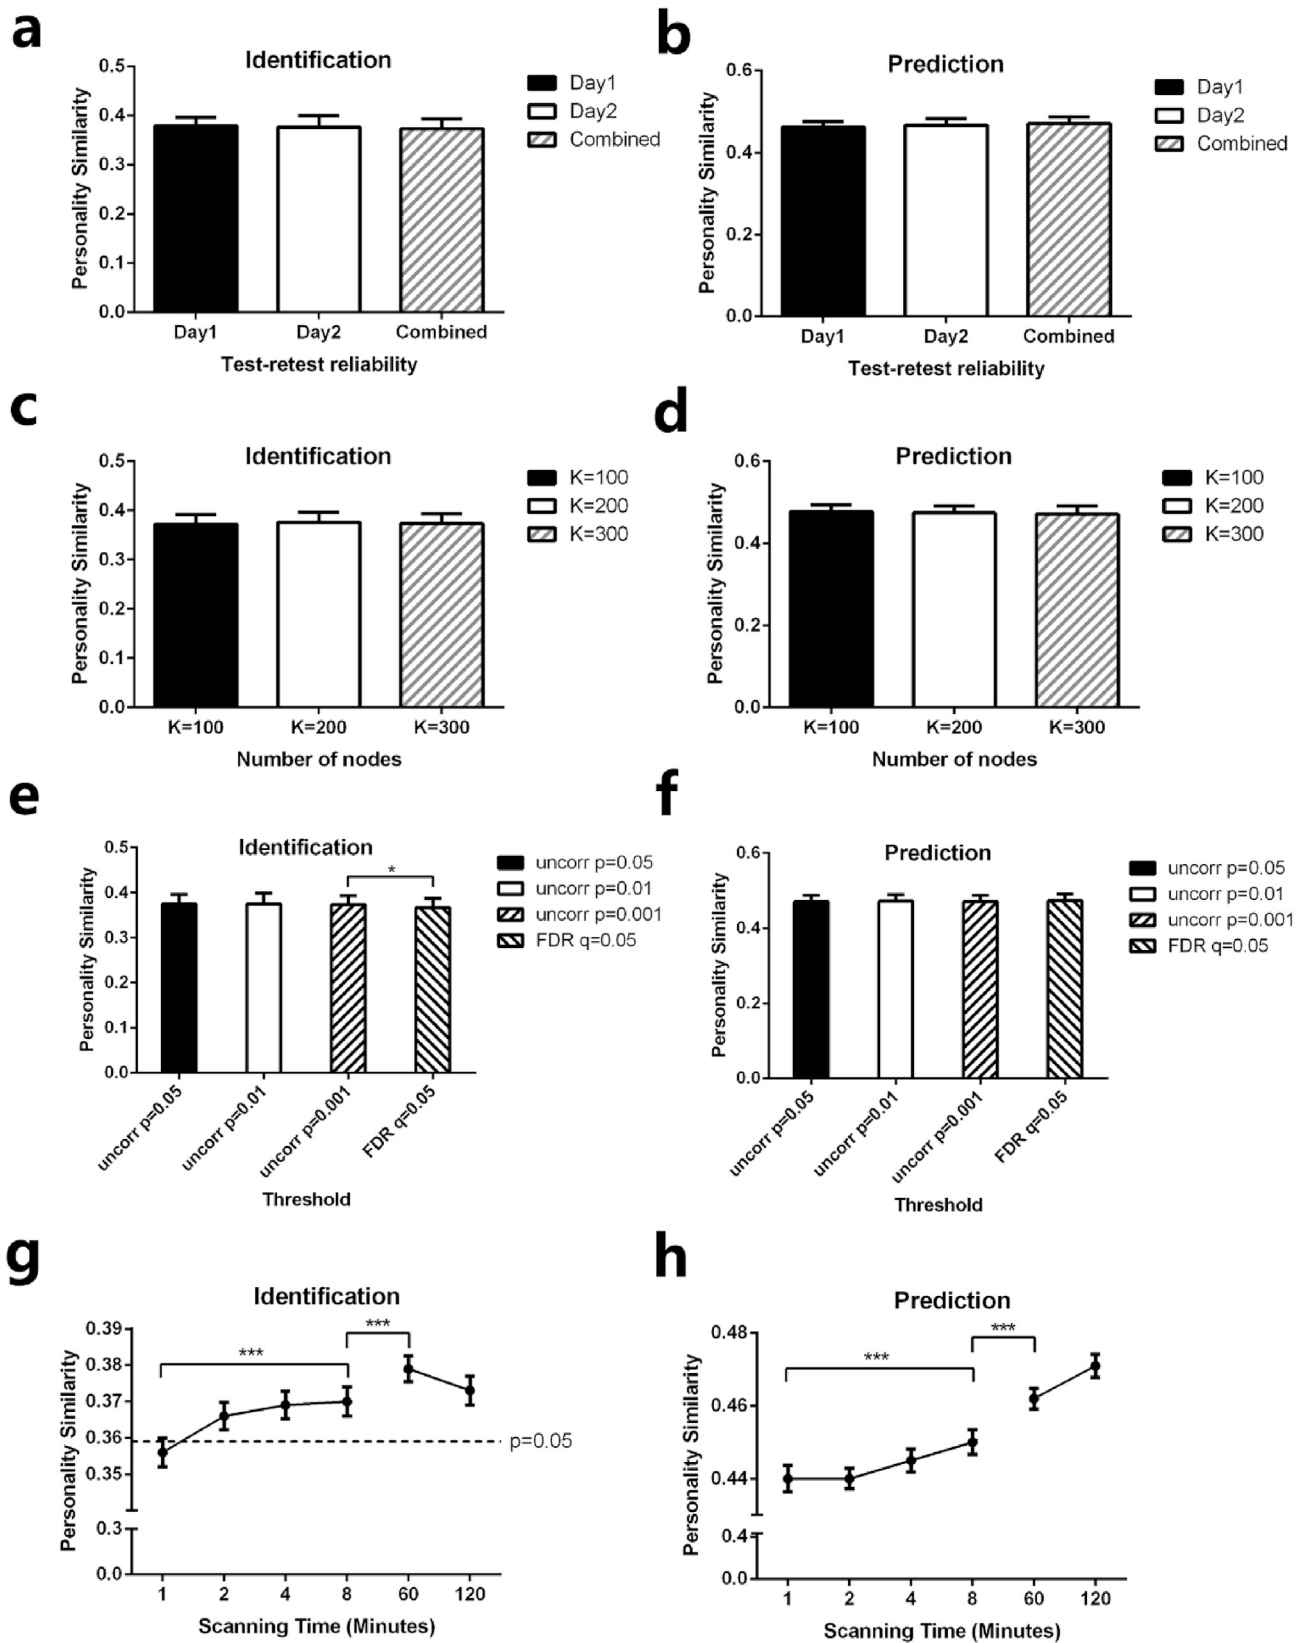 a
Identification
Personality Similarity
0.5
0.4
0.3
0.2
0.1
0.0
Day1
Day2
Combined
Day1 Day2 Combined
Test-retest reliability
b
Prediction
Personality Similarity
0.6
0.4
0.2
0.0
Day1
Day2
Combined
Day1 Day2 Combined
Test-retest reliability
c
Identification
Personality Similarity
0.5
0.4
0.3
0.2
0.1
0.0
K=100
K=200
K=300
K=100 K=200 K=300
Number of nodes
d
Prediction
Personality Similarity
0.6
0.4
0.2
0.0
K=100
K=200
K=300
K=100 K=200 K=300
Number of nodes
e
Identification
Personality Similarity
0.5
0.4
0.3
0.2
0.1
0.0
*
uncorr p=0.05
uncorr p=0.01
uncorr p=0.001
FDR q=0.05
uncorr p=0.05
uncorr p=0.01
uncorr p=0.001
FDR q=0.05
Threshold
f
Prediction
Personality Similarity
0.6
0.4
0.2
0.0
uncorr p=0.05
uncorr p=0.01
uncorr p=0.001
FDR q=0.05
uncorr p=0.05
uncorr p=0.01
uncorr p=0.001
FDR q=0.05
Threshold
g
Identification
Personality Similarity
0.39
0.38
0.37
0.36
0.35
0.3
0.0
***
***
p=0.05
1 2 4 8 60 120
Scanning Time (Minutes)
h
Prediction
Personality Similarity
0.48
0.46
0.44
0.4
0.0
***
***
1 2 4 8 60 120
Scanning Time (Minutes)